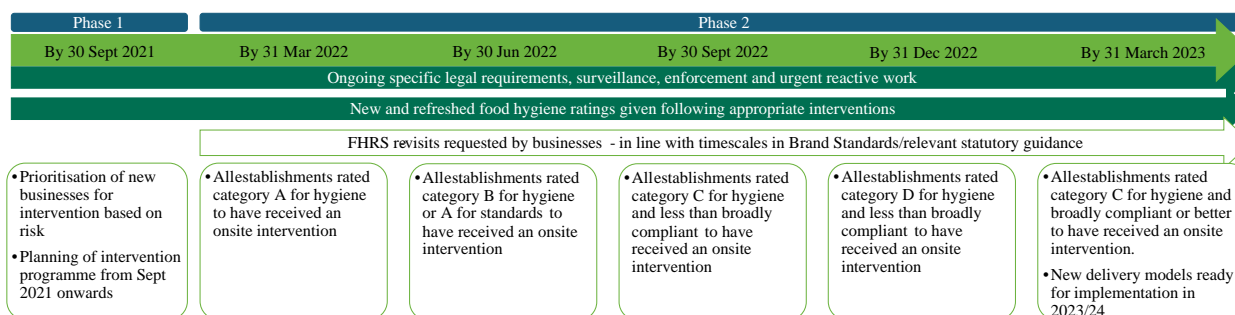 Phase 1
Phase 2
By 30 Sept 2021
By 31 Mar 2022
By 30 Jun 2022
By 30 Sept 2022
By 31 Dec 2022
By 31 March 2023
Ongoing specific legal requirements, surveillance, enforcement and urgent reactive work
New and refreshed food hygiene ratings given following appropriate interventions
FHRS revisits requested by businesses - in line with timescales in Brand Standards/relevant statutory guidance
•Prioritisation of new
businesses for
intervention based on
risk
•Planning of intervention
programme from Sept
2021 onwards
•Allestablishments rated
category A for hygiene
to have received an
onsite intervention
•Allestablishments rated
category B for hygiene
or A for standards to
have received an onsite
intervention
•Allestablishments rated
category C for hygiene
and less than broadly
compliant to have
received an onsite
intervention
•Allestablishments rated
category D for hygiene
and less than broadly
compliant to have
received an onsite
intervention
•Allestablishments rated
category C for hygiene and
broadly compliant or better
to have received an onsite
intervention.
•New delivery models ready
for implementation in
2023/24